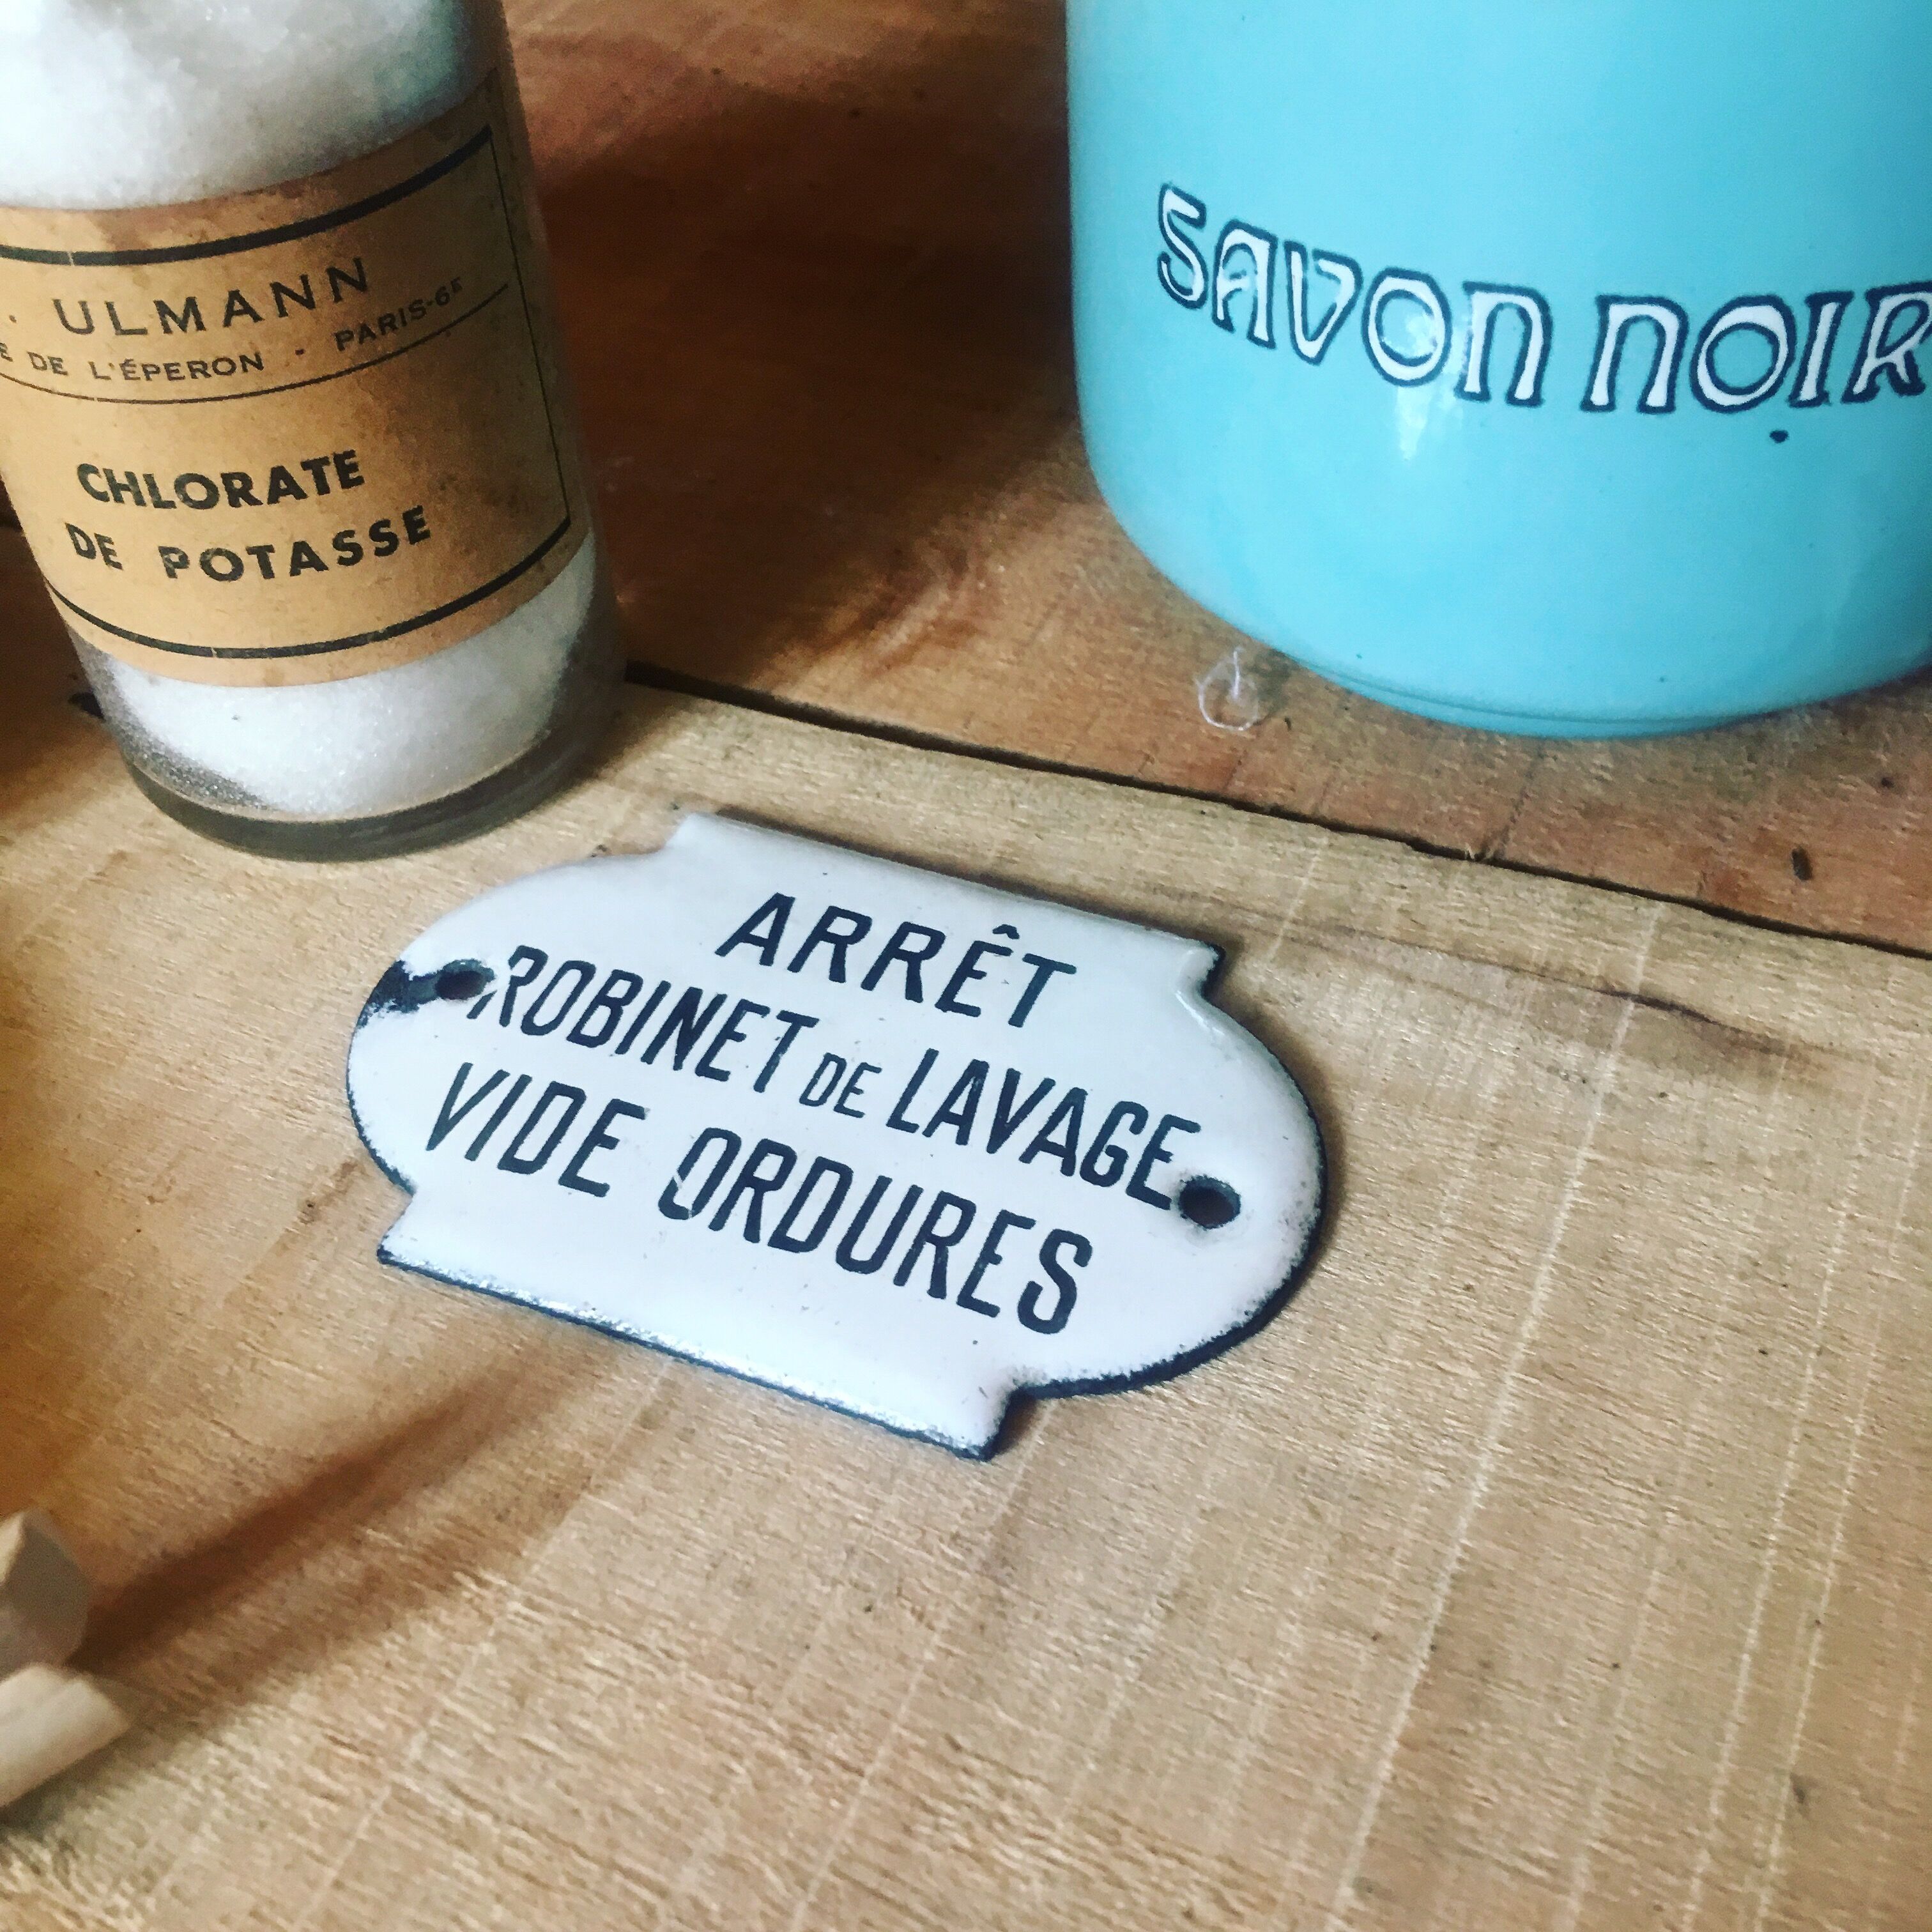 . ULMANN
DE L'ÉPERON · PARIS-6E
CHLORATE
DE POTASSE
SAVON NOIR
ARRÊT
ROBINET DE LAVAGE
VIDE ORDURES